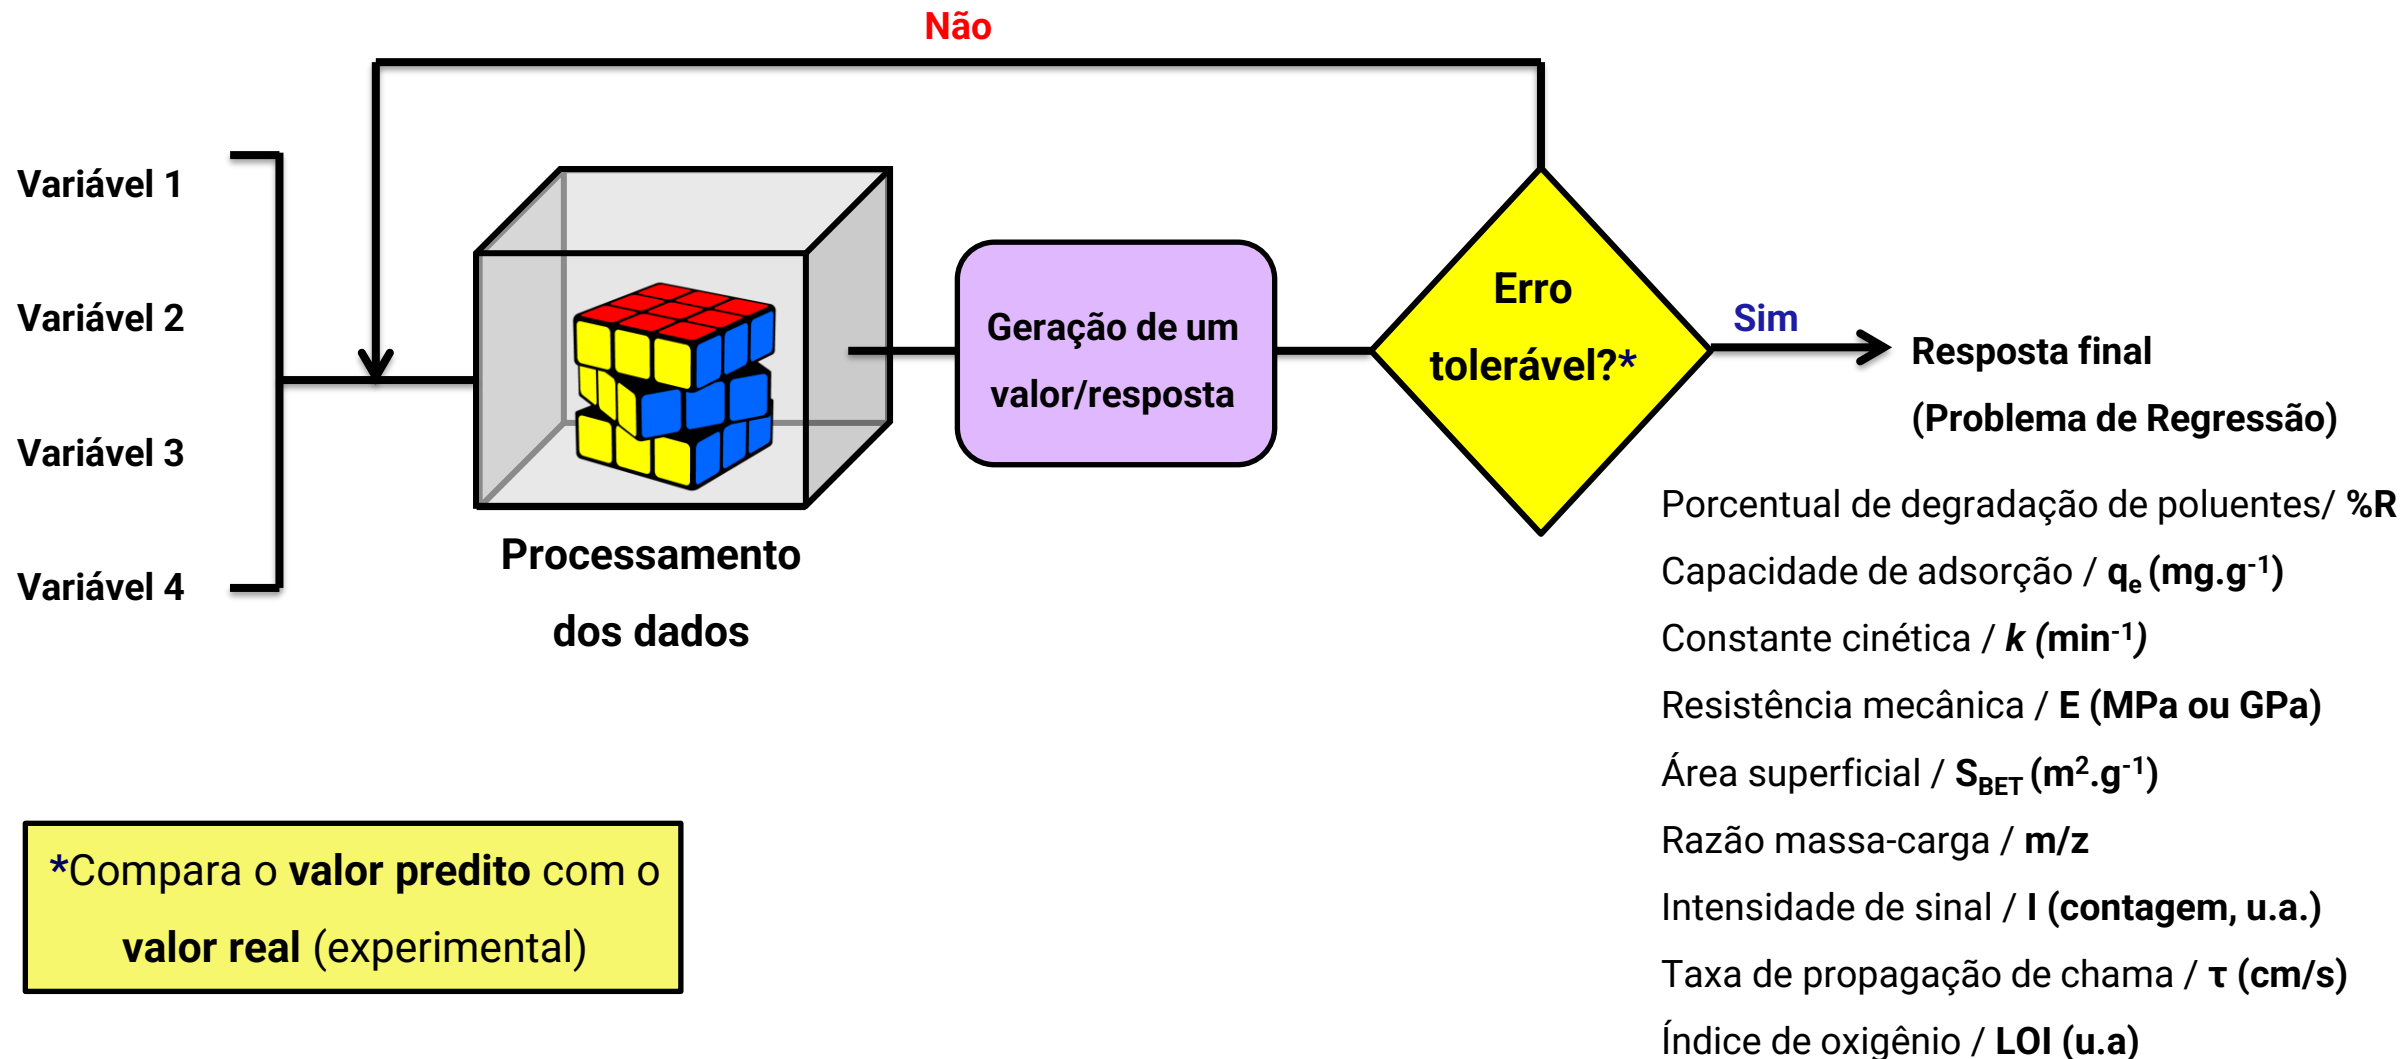 Não
Variável 1
Variável 2
Variável 3
Variável 4
Processamento
dos dados
Geração de um
valor/resposta
Erro
tolerável?*
Sim
Resposta final
(Problema de Regressão)
Porcentual de degradação de poluentes/ %R
Capacidade de adsorção / qₑ (mg.g⁻¹)
Constante cinética / k (min⁻¹)
Resistência mecânica / E (MPa ou GPa)
Área superficial / S_BET (m².g⁻¹)
Razão massa-carga / m/z
Intensidade de sinal / I (contagem, u.a.)
Taxa de propagação de chama / τ (cm/s)
Índice de oxigênio / LOI (u.a)
*Compara o valor predito com o
valor real (experimental)